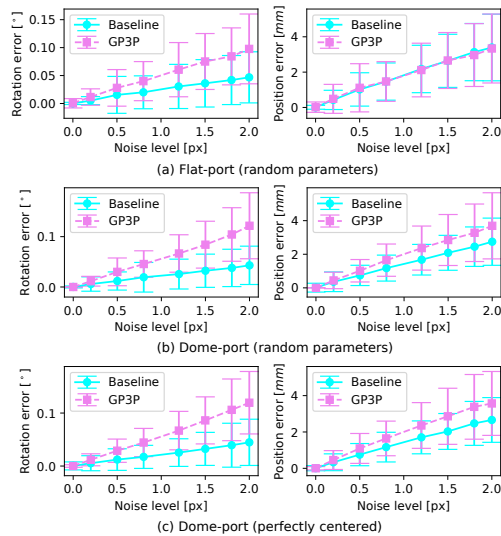 Rotation error [°]
0.15
0.10
0.05
0.00
Baseline
GP3P
0.0 0.5 0.8 1.2 1.5 2.0
Noise level [px]
Position error [mm]
6
4
2
0
Baseline
GP3P
0.0 0.5 1.0 1.5 2.0
Noise level [px]
(a) Flat-port (random parameters)
Rotation error [°]
0.1
0.0
Baseline
GP3P
0.0 0.5 0.8 1.2 1.5 2.0
Noise level [px]
Position error [mm]
4
2
0
Baseline
GP3P
0.0 0.5 1.0 1.5 2.0
Noise level [px]
(b) Dome-port (random parameters)
Rotation error [°]
0.1
0.0
Baseline
GP3P
0.0 0.5 0.8 1.2 1.5 2.0
Noise level [px]
Position error [mm]
4
2
0
Baseline
GP3P
0.0 0.5 1.0 1.5 2.0
Noise level [px]
(c) Dome-port (perfectly centered)